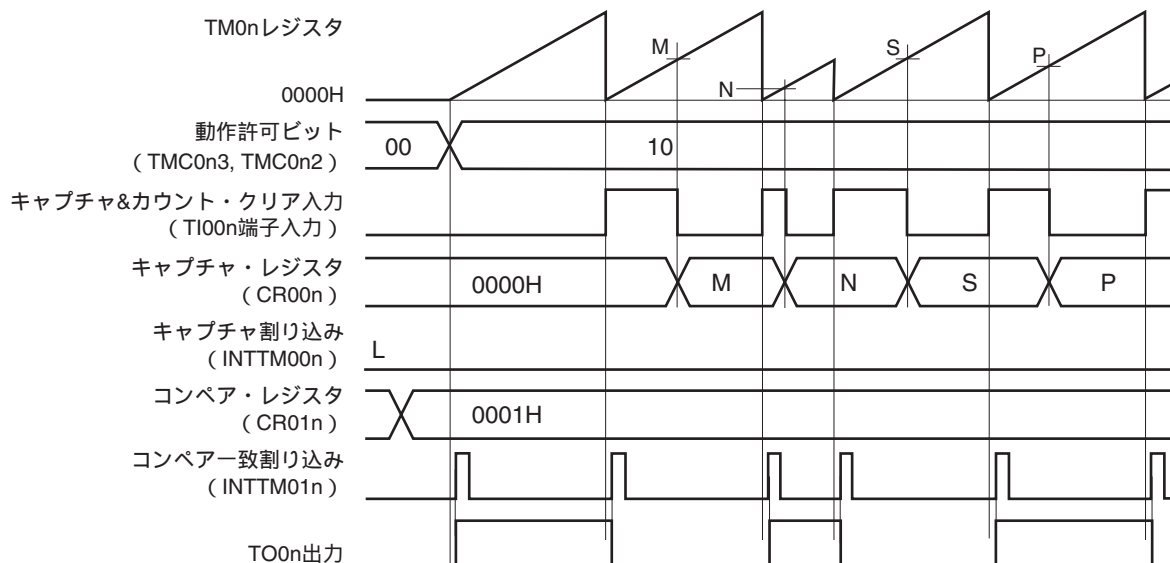 TM0nレジスタ
M
S
P
N
0000H
動作許可ビット
(TMC0n3, TMC0n2)
00
10
キャプチャ&カウント・クリア入力
(TI00n端子入力)
キャプチャ・レジスタ
(CR00n)
0000H
M
N
S
P
キャプチャ割り込み
(INTTM00n)
L
コンペア・レジスタ
(CR01n)
0001H
コンペア一致割り込み
(INTTM01n)
TO0n出力